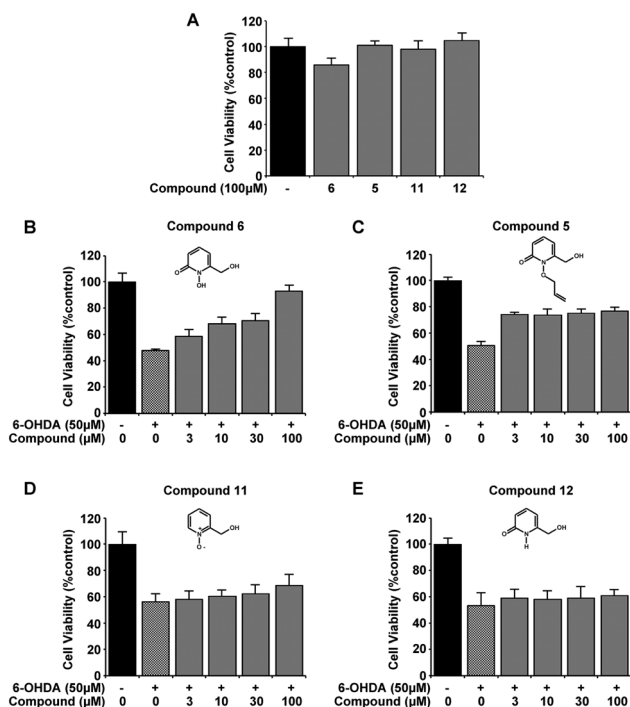 A
Cell Viability (%control)
120
100
80
60
40
20
0
Compound (100µM) - 6 5 11 12
B
Compound 6
O N OH
OH
Cell Viability (%control)
120
100
80
60
40
20
0
6-OHDA (50µM) - + + + + +
Compound (µM) 0 0 3 10 30 100
C
Compound 5
O N OH
O
Cell Viability (%control)
120
100
80
60
40
20
0
6-OHDA (50µM) - + + + + +
Compound (µM) 0 0 3 10 30 100
D
Compound 11
N + OH
O -
Cell Viability (%control)
120
100
80
60
40
20
0
6-OHDA (50µM) - + + + + +
Compound (µM) 0 0 3 10 30 100
E
Compound 12
O N OH
H
Cell Viability (%control)
120
100
80
60
40
20
0
6-OHDA (50µM) - + + + + +
Compound (µM) 0 0 3 10 30 100